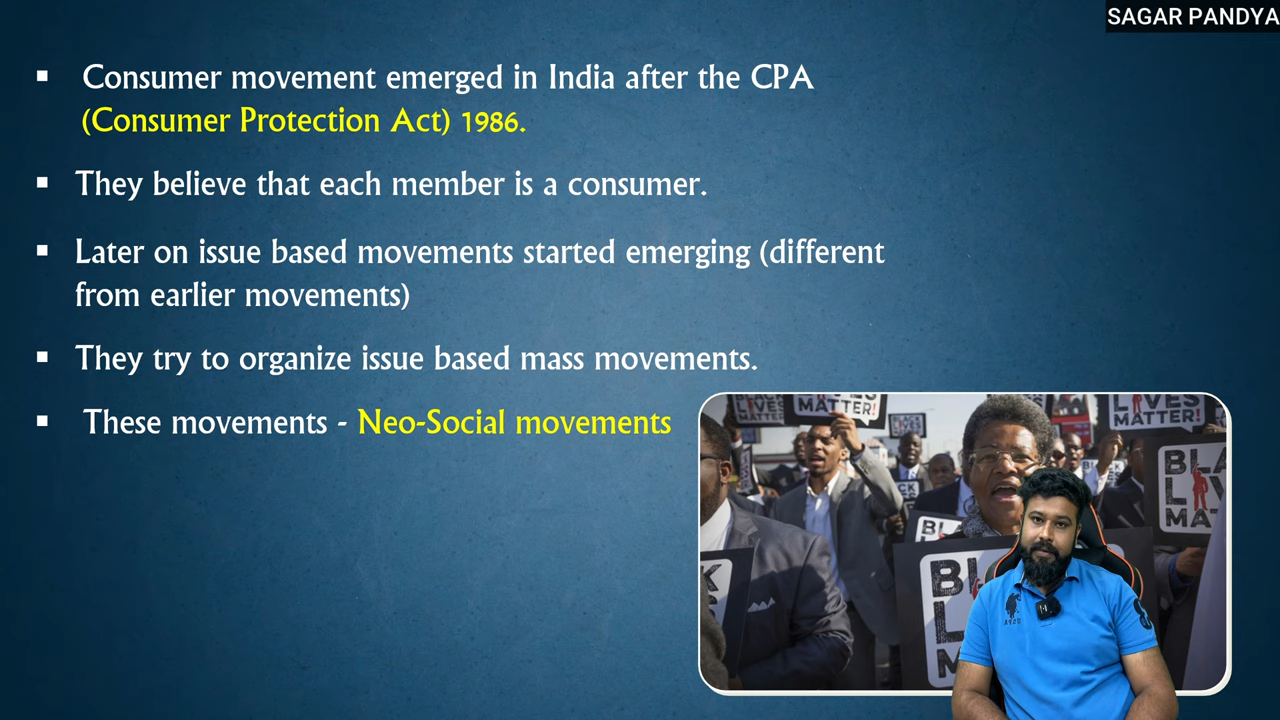 SAGAR PANDYA
▪ Consumer movement emerged in India after the CPA
(Consumer Protection Act) 1986.
▪ They believe that each member is a consumer.
▪ Later on issue based movements started emerging (different
from earlier movements)
▪ They try to organize issue based mass movements.
▪ These movements - Neo-Social movements
LIVES
MATTER!
MATTER!
BLACK
LIVES
MATTER!
LIVES
MATTER!